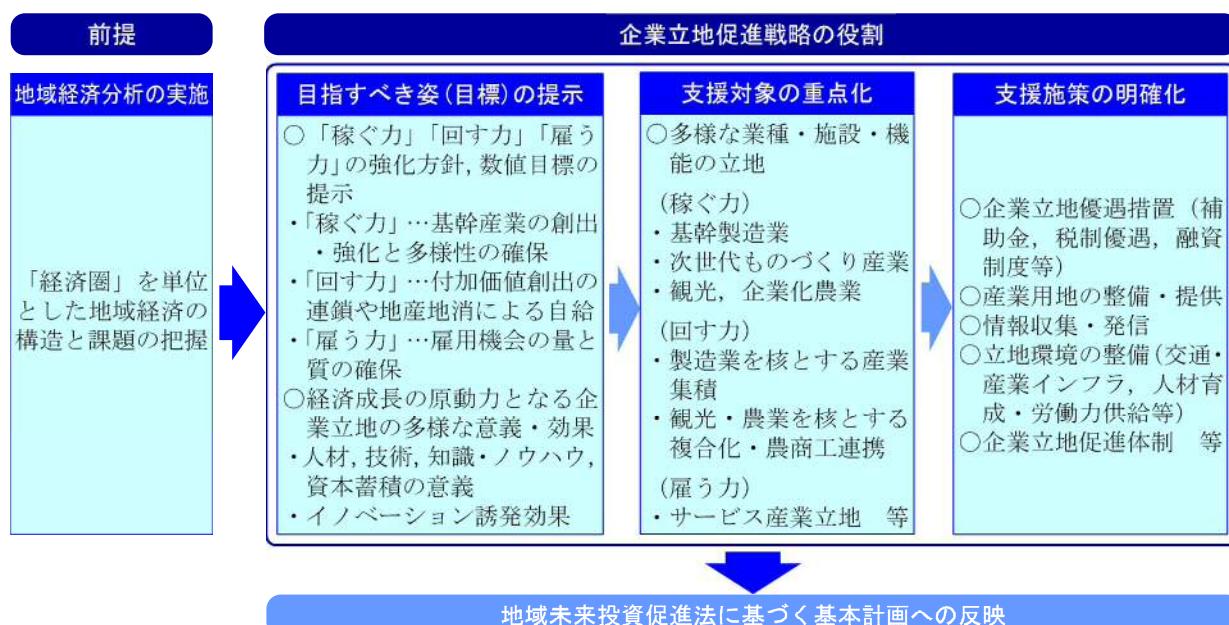 前提
企業立地促進戦略の役割
地域経済分析の実施
「経済圏」を単位
とした地域経済の
構造と課題の把握
目指すべき姿(目標)の提示
○「稼ぐ力」「回す力」「雇う
力」の強化方針,数値目標の
提示
・「稼ぐ力」…基幹産業の創出
・強化と多様性の確保
・「回す力」…付加価値創出の
連鎖や地産地消による自給
・「雇う力」…雇用機会の量と
質の確保
○経済成長の原動力となる企
業立地の多様な意義・効果
・人材,技術,知識・ノウハウ,
資本蓄積の意義
・イノベーション誘発効果
支援対象の重点化
○多様な業種・施設・機
能の立地
(稼ぐ力)
・基幹製造業
・次世代ものづくり産業
・観光,企業化農業
(回す力)
・製造業を核とする産業
集積
・観光・農業を核とする
複合化・農商工連携
(雇う力)
・サービス産業立地 等
支援施策の明確化
○企業立地優遇措置(補
助金,税制優遇,融資
制度等)
○産業用地の整備・提供
○情報収集・発信
○立地環境の整備(交通・
産業インフラ,人材育
成・労働力供給等)
○企業立地促進体制 等
地域未来投資促進法に基づく基本計画への反映